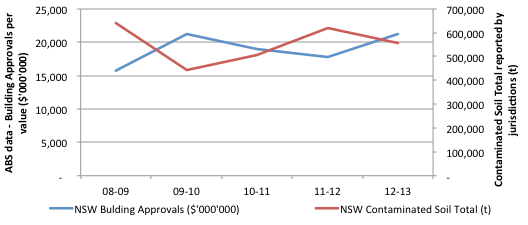 25,000
20,000
15,000
10,000
5,000
-
ABS data - Building Approvals per
value ($'000'000)
700,000
600,000
500,000
400,000
300,000
200,000
100,000
-
Contaminated Soil Total reported by
jurisdictions (t)
08-09 09-10 10-11 11-12 12-13
NSW Bulding Approvals ($'000'000) NSW Contaminated Soil Total (t)